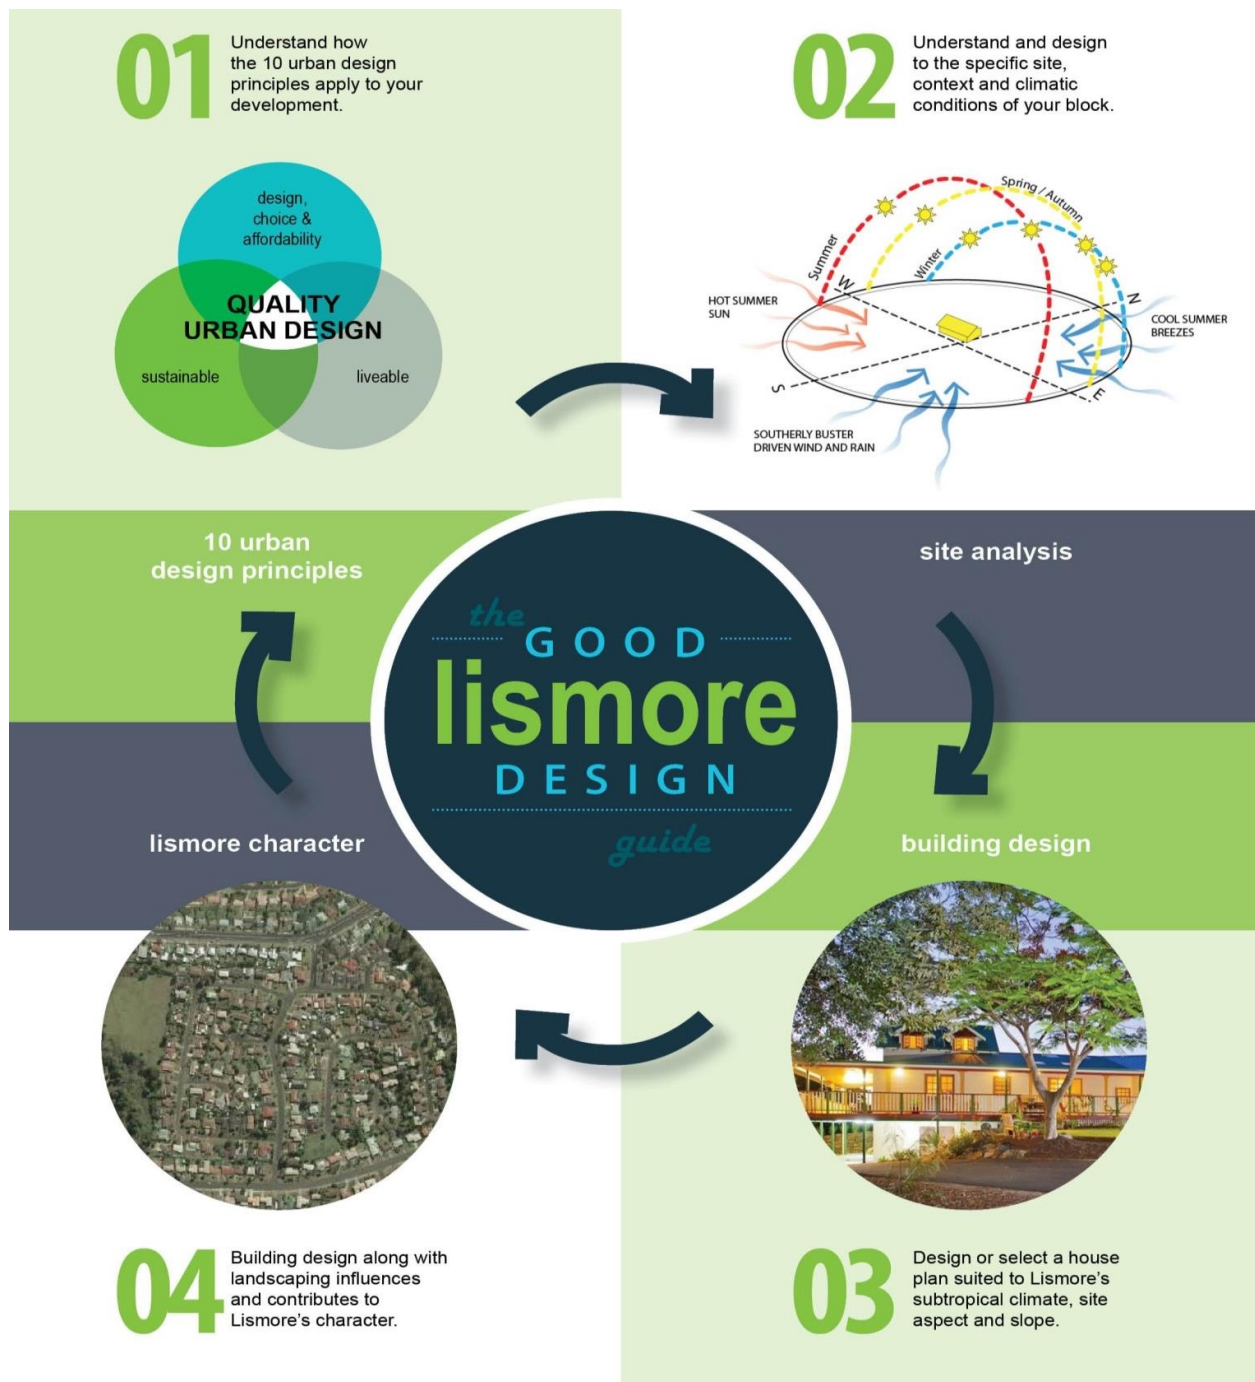 01
Understand how
the 10 urban design
principles apply to your
development.
design,
choice &
affordability
QUALITY
URBAN DESIGN
sustainable
liveable
02
Understand and design
to the specific site,
context and climatic
conditions of your block.
Spring / Autumn
Summer
Winter
W
N
HOT SUMMER
SUN
COOL SUMMER
BREEZES
S
E
SOUTHERLY BUSTER
DRIVEN WIND AND RAIN
10 urban
design principles
site analysis
the
GOOD
lismore
DESIGN
guide
lismore character
building design
04
Building design along with
landscaping influences
and contributes to
Lismore's character.
03
Design or select a house
plan suited to Lismore's
subtropical climate, site
aspect and slope.